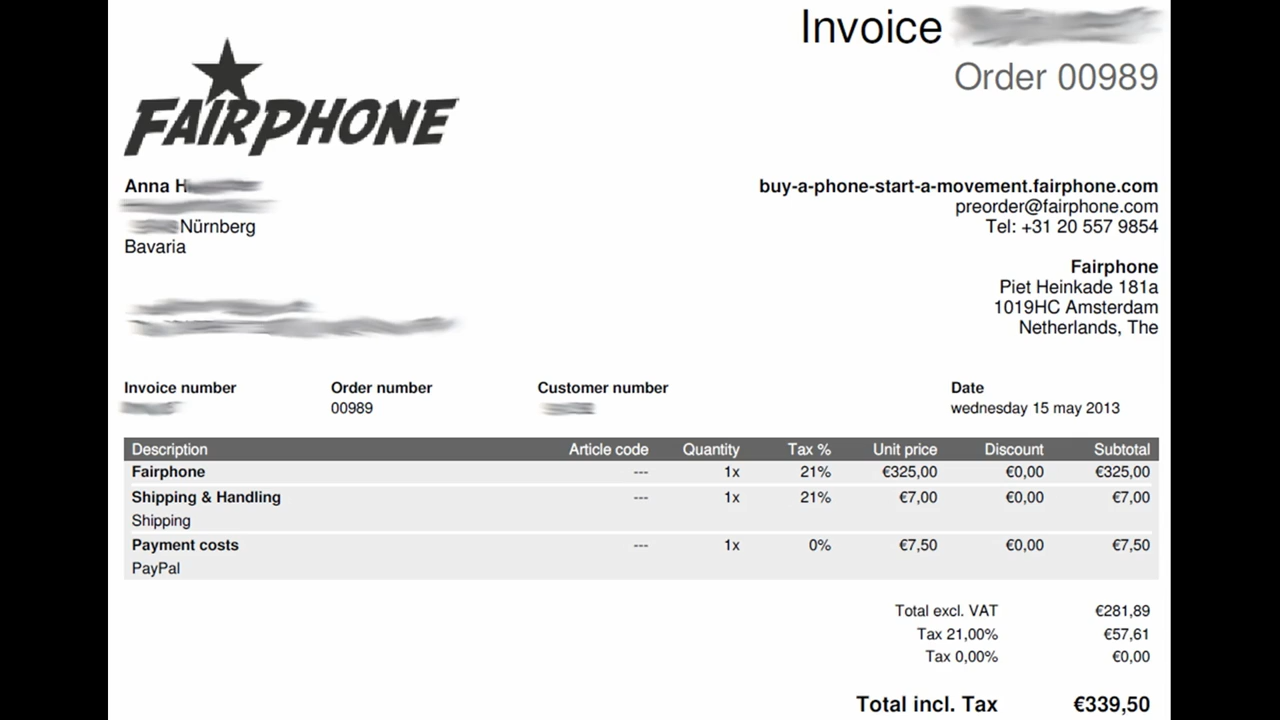 Invoice
Order 00989
FAIRPHONE
Anna H
Nürnberg
Bavaria
buy-a-phone-start-a-movement.fairphone.com
preorder@fairphone.com
Tel: +31 20 557 9854
Fairphone
Piet Heinkade 181a
1019HC Amsterdam
Netherlands, The
Invoice number Order number Customer number Date
00989 wednesday 15 may 2013
Description Article code Quantity Tax % Unit price Discount Subtotal
Fairphone --- 1x 21% €325,00 €0,00 €325,00
Shipping & Handling --- 1x 21% €7,00 €0,00 €7,00
Shipping
Payment costs --- 1x 0% €7,50 €0,00 €7,50
PayPal
Total excl. VAT €281,89
Tax 21,00% €57,61
Tax 0,00% €0,00
Total incl. Tax €339,50